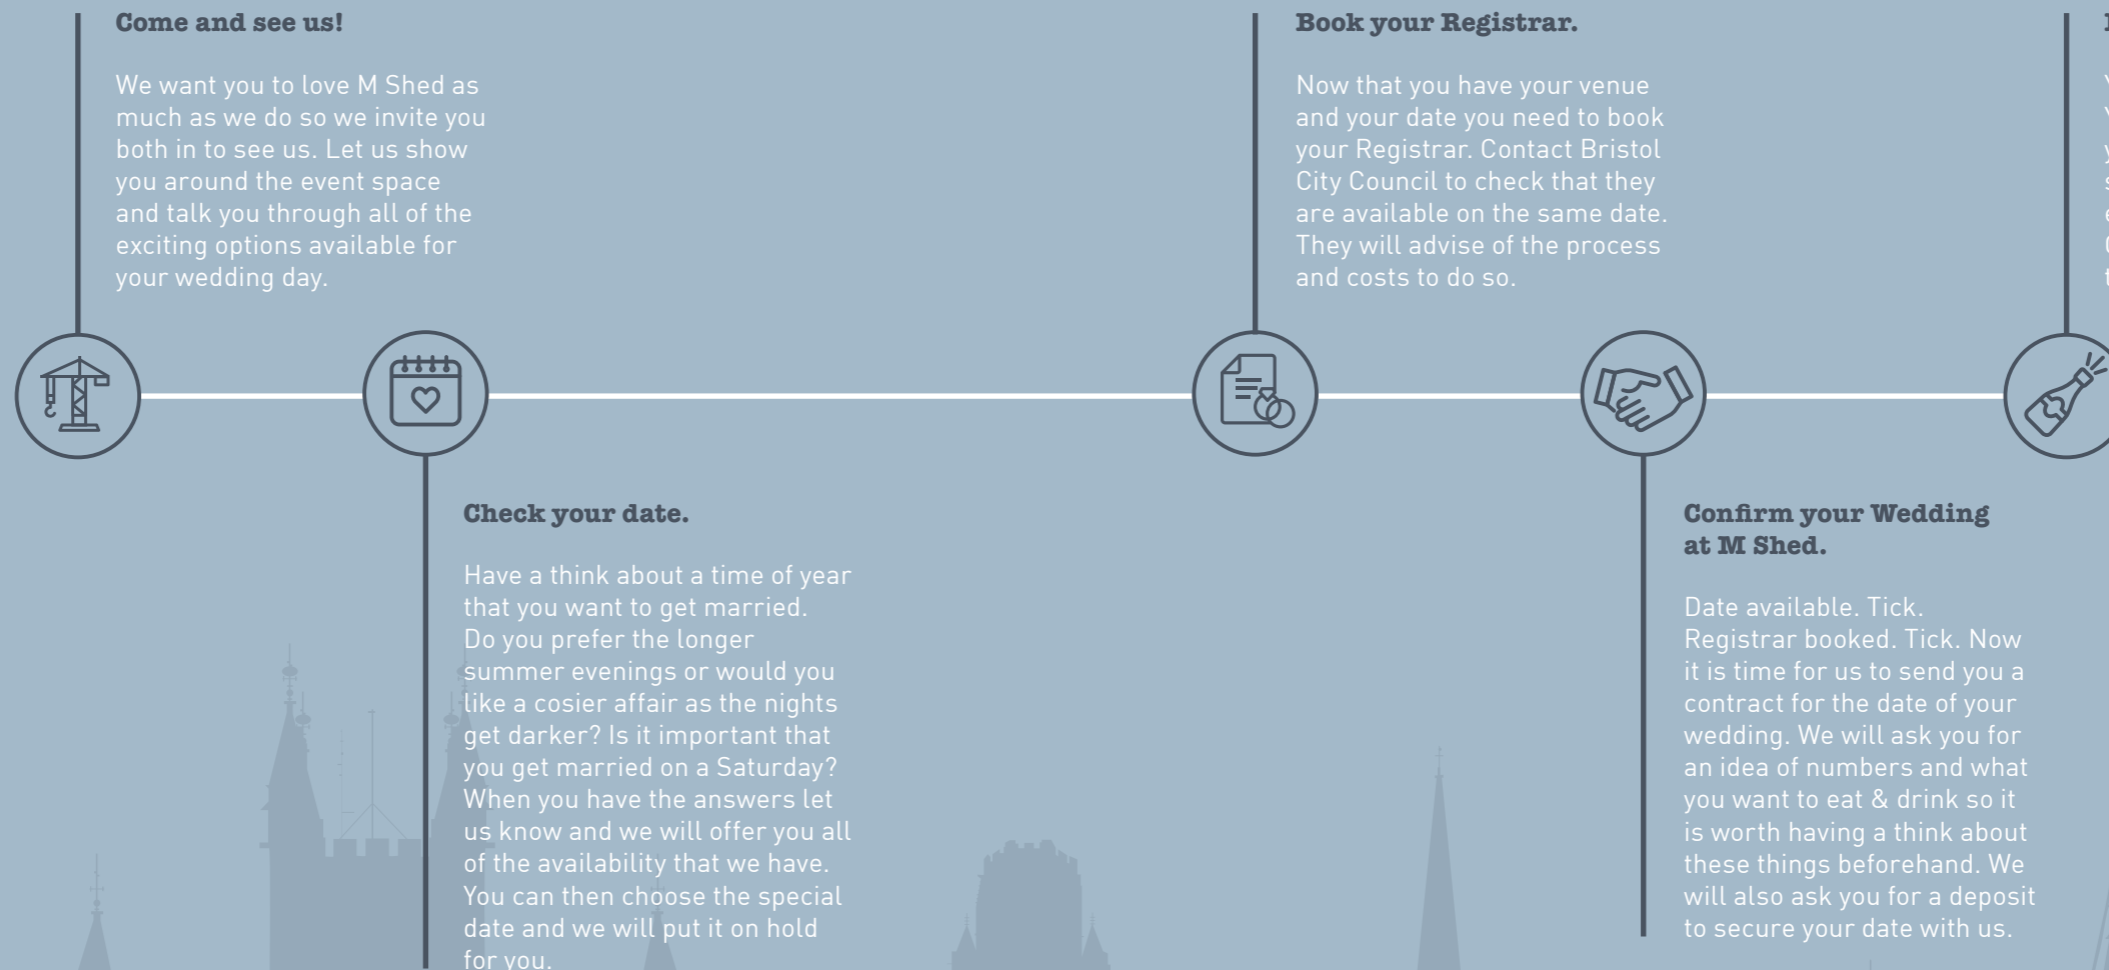 Come and see us!
We want you to love M Shed as
much as we do so we invite you
both in to see us. Let us show
you around the event space
and talk you through all of the
exciting options available for
your wedding day.
Check your date.
Have a think about a time of year
that you want to get married.
Do you prefer the longer
summer evenings or would you
like a cosier affair as the nights
get darker? Is it important that
you get married on a Saturday?
When you have the answers let
us know and we will offer you all
of the availability that we have.
You can then choose the special
date and we will put it on hold
for you.
Book your Registrar.
Now that you have your venue
and your date you need to book
your Registrar. Contact Bristol
City Council to check that they
are available on the same date.
They will advise of the process
and costs to do so.
Confirm your Wedding
at M Shed.
Date available. Tick.
Registrar booked. Tick. Now
it is time for us to send you a
contract for the date of your
wedding. We will ask you for
an idea of numbers and what
you want to eat & drink so it
is worth having a think about
these things beforehand. We
will also ask you for a deposit
to secure your date with us.